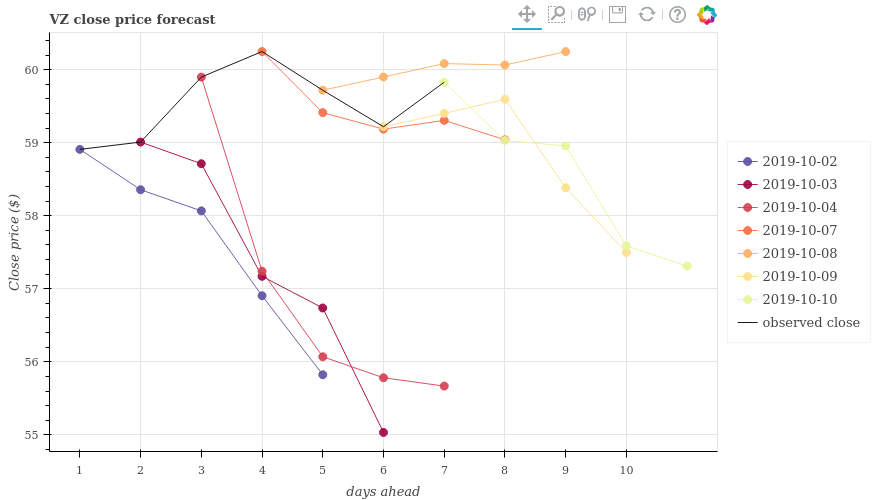 VZ close price forecast
60
59
58
57
56
55
Close price ($)
1 2 3 4 5 6 7 8 9 10
days ahead
2019-10-02
2019-10-03
2019-10-04
2019-10-07
2019-10-08
2019-10-09
2019-10-10
observed close